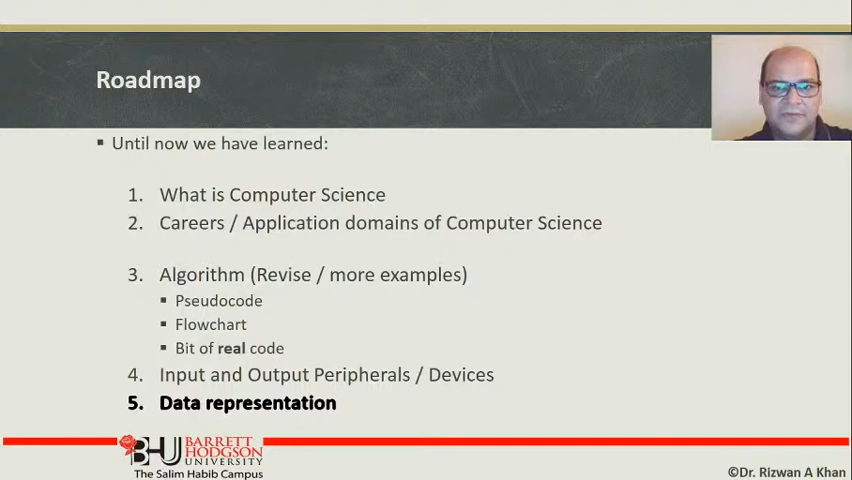 Roadmap
▪ Until now we have learned:
1. What is Computer Science
2. Careers / Application domains of Computer Science
3. Algorithm (Revise / more examples)
▪ Pseudocode
▪ Flowchart
▪ Bit of real code
4. Input and Output Peripherals / Devices
5. Data representation
BHU
BARRETT
HODGSON
UNIVERSITY
The Salim Habib Campus
©Dr. Rizwan A Khan